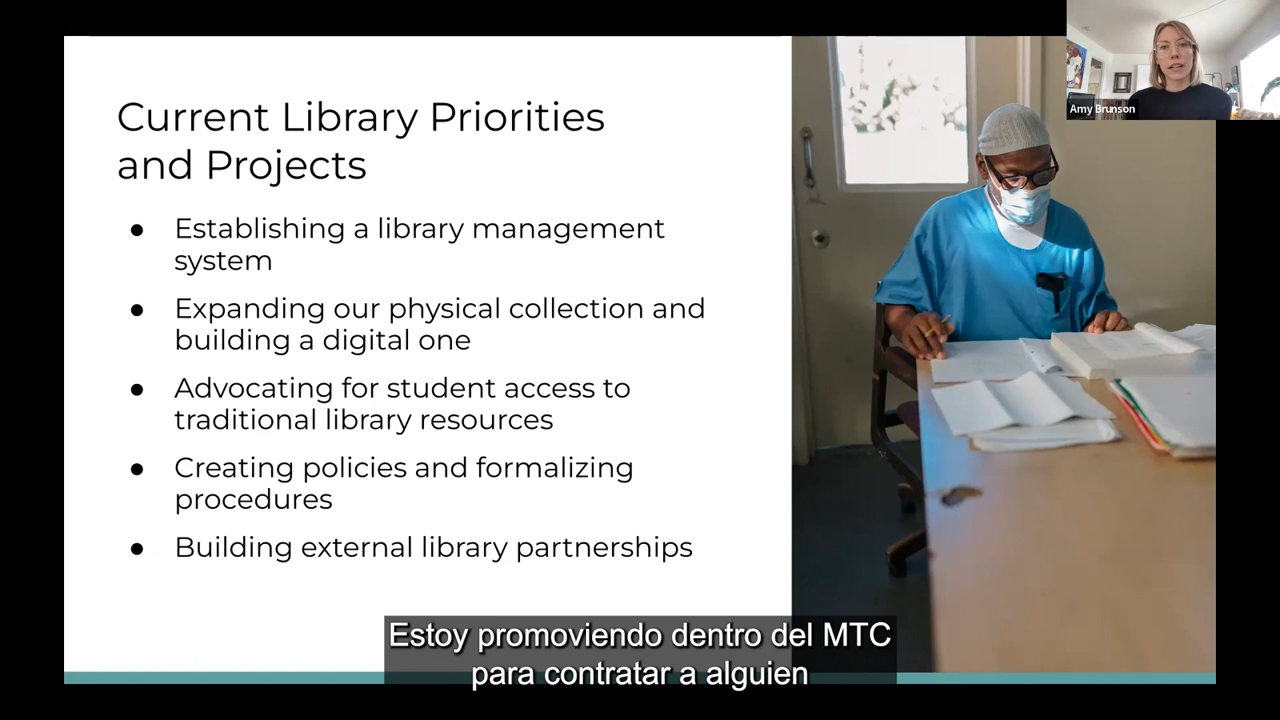 Current Library Priorities
and Projects
● Establishing a library management
system
● Expanding our physical collection and
building a digital one
● Advocating for student access to
traditional library resources
● Creating policies and formalizing
procedures
● Building external library partnerships
Amy Brunson
Estoy promoviendo dentro del MTC
para contratar a alguien